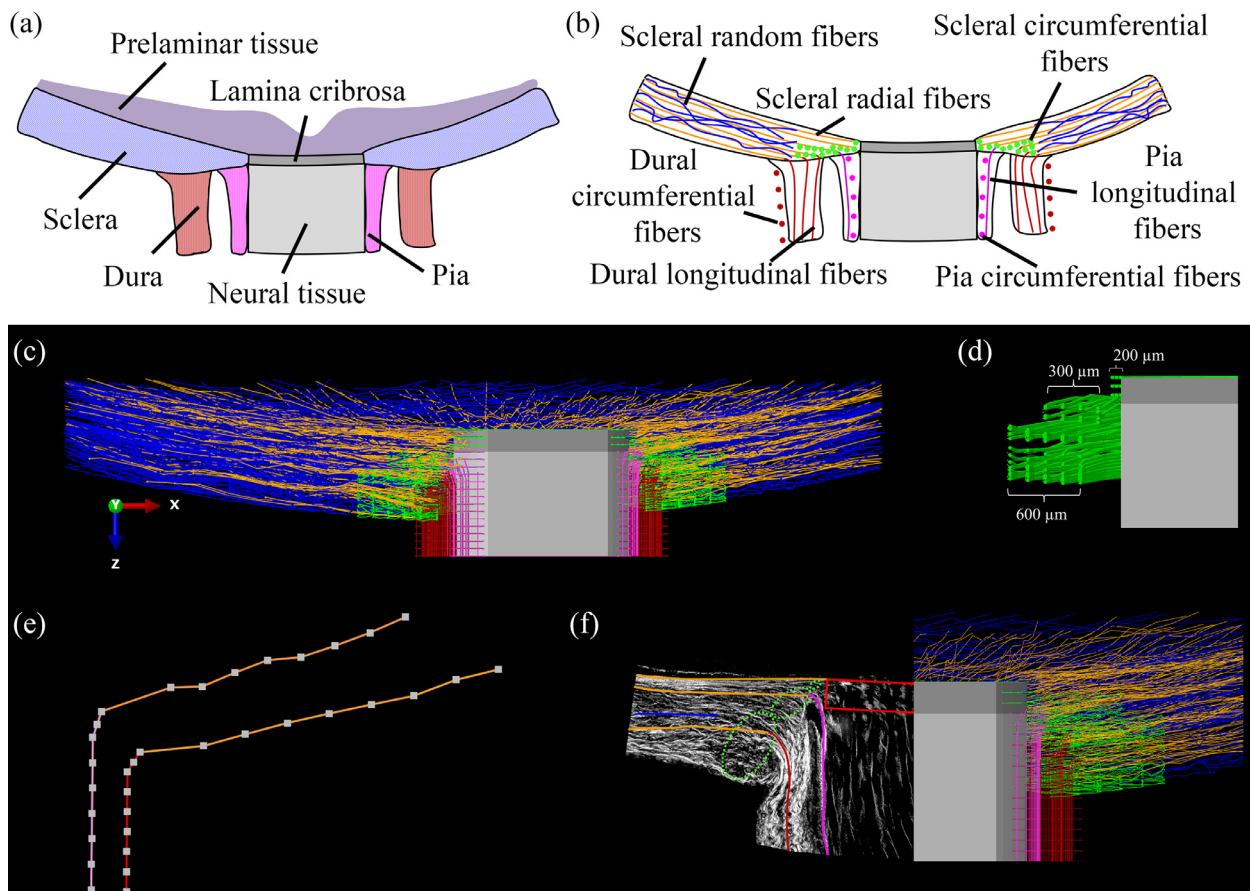 (a)
Prelaminar tissue
Lamina cribrosa
Sclera
Dura
Neural tissue
Pia
(b)
Scleral random fibers
Scleral circumferential
fibers
Scleral radial fibers
Dural
circumferential
fibers
Pia
longitudinal
fibers
Dural longitudinal fibers
Pia circumferential fibers
(c)
Y
X
Z
(d)
200 µm
300 µm
600 µm
(e)
(f)